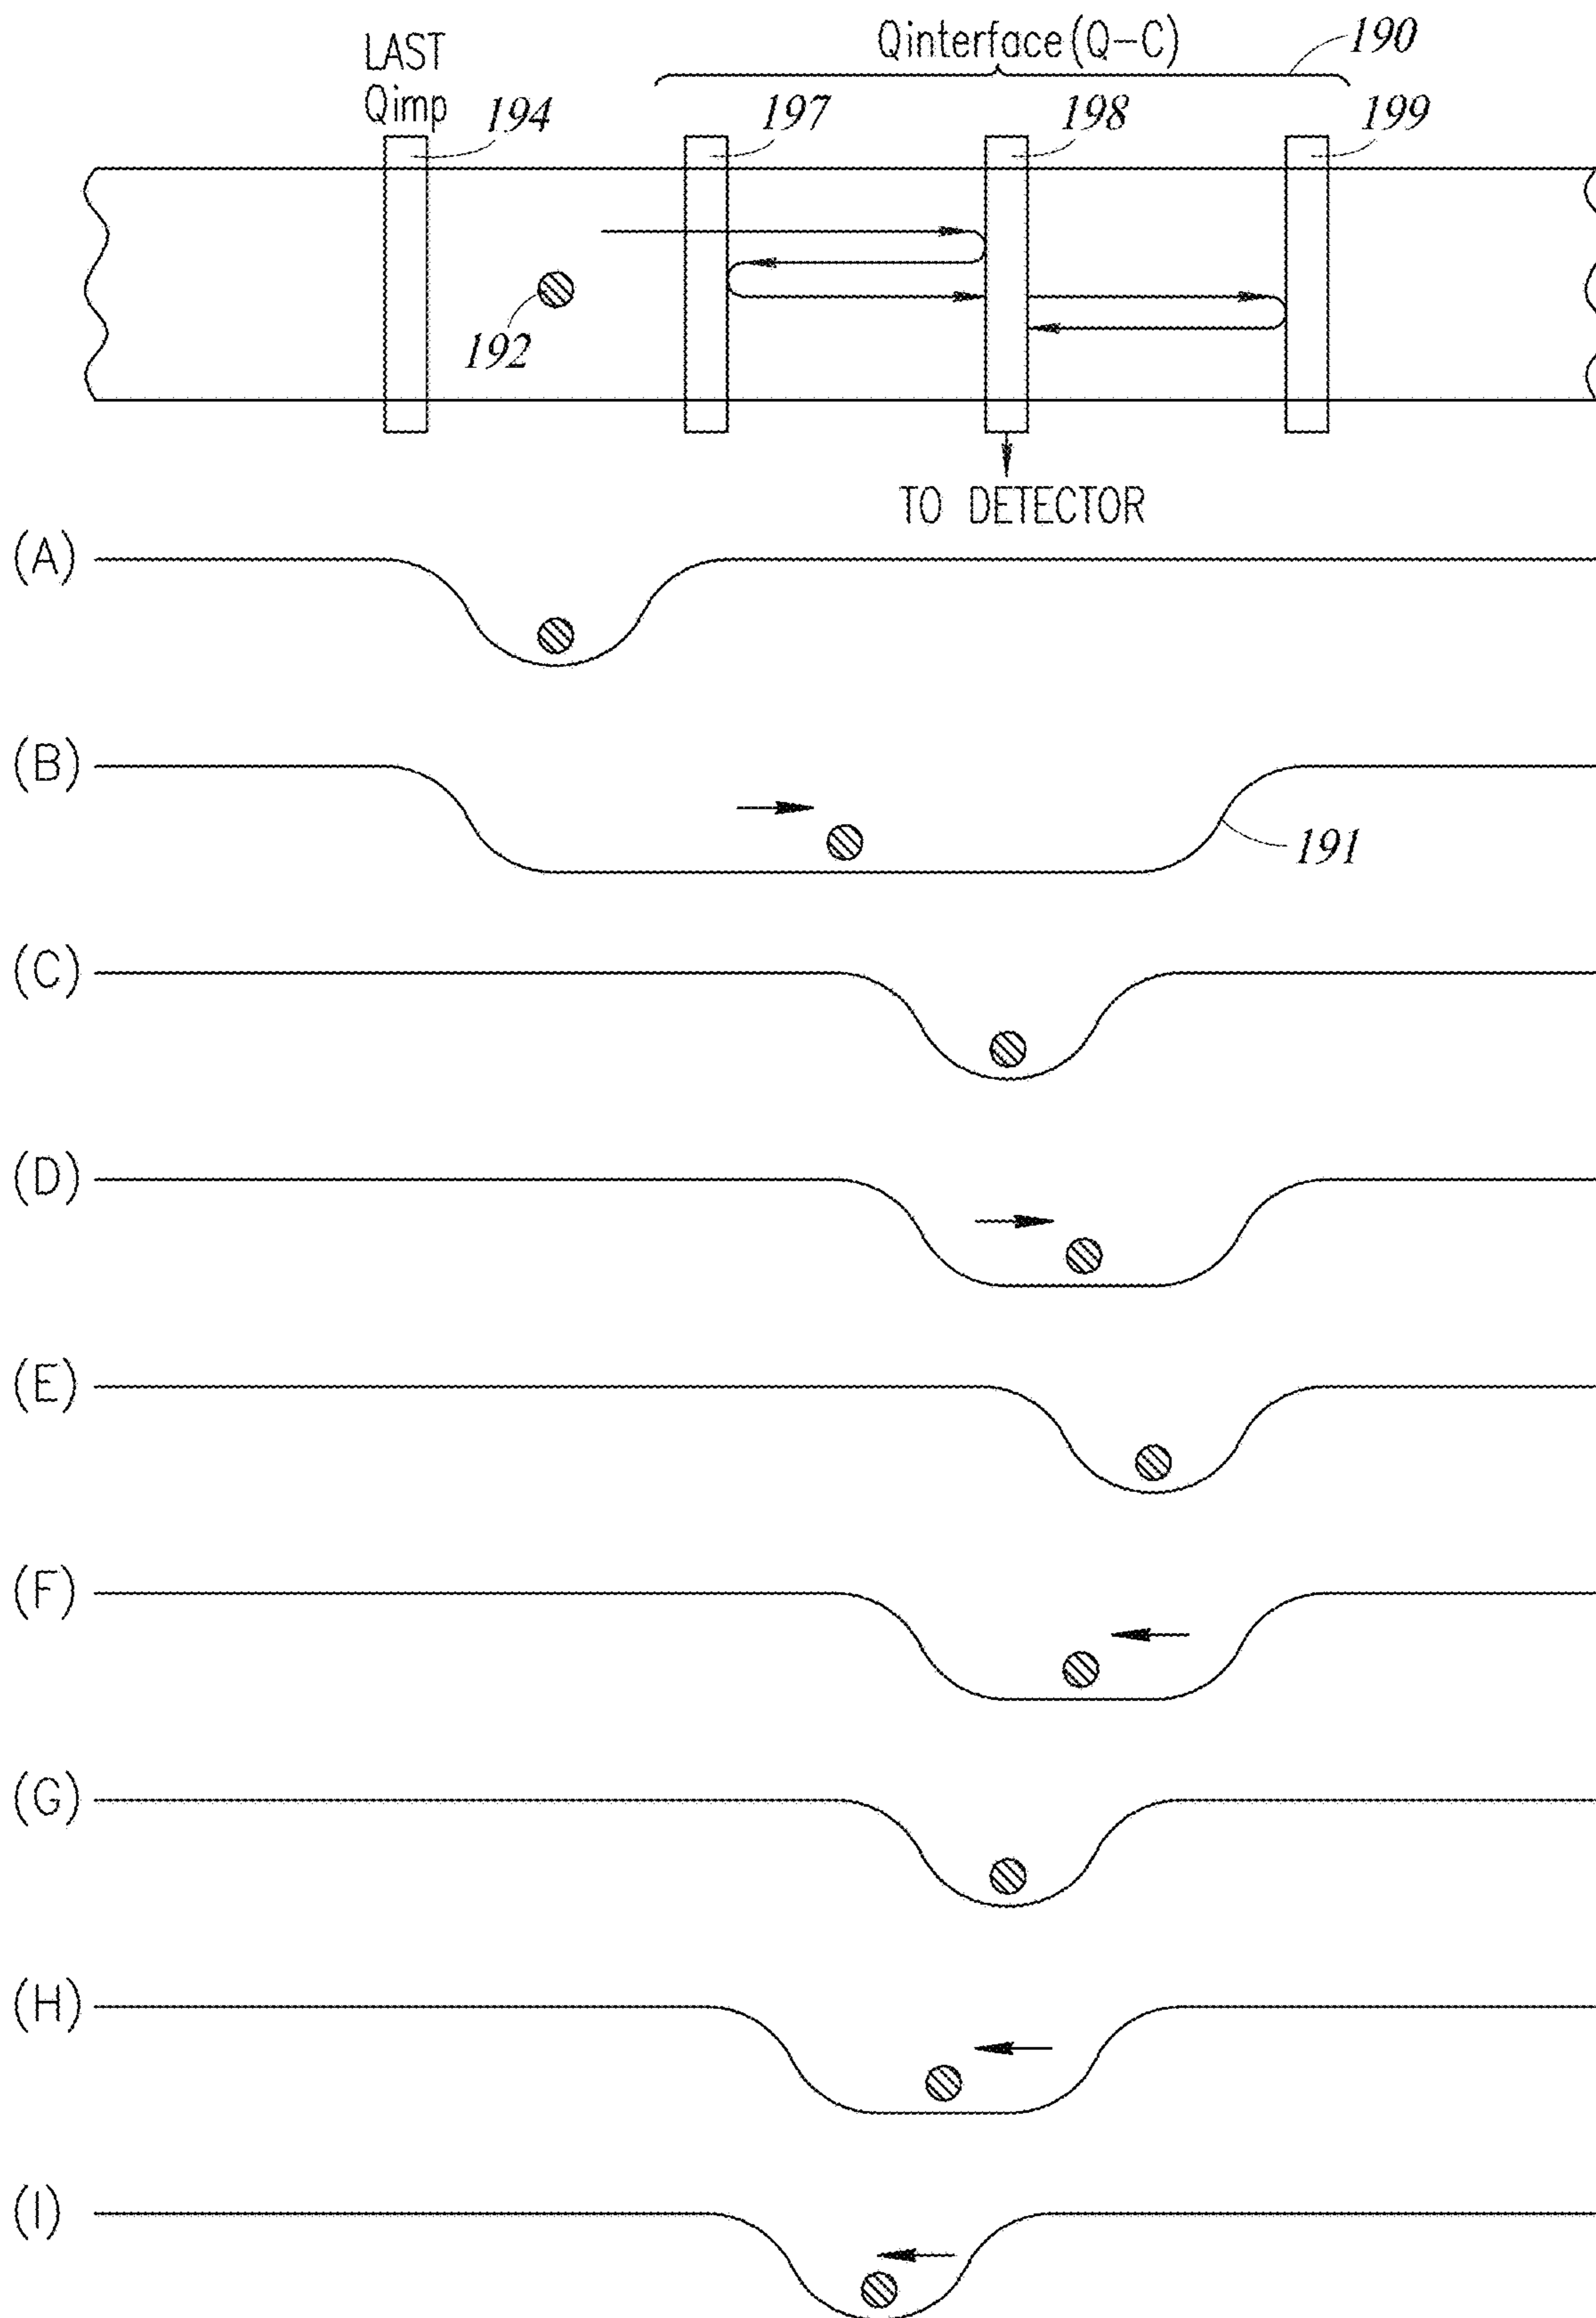 Qinterface(Q-C)
190
LAST
Qimp
194
197
198
199
192
TO DETECTOR
(A)
(B)
191
(C)
(D)
(E)
(F)
(G)
(H)
(I)